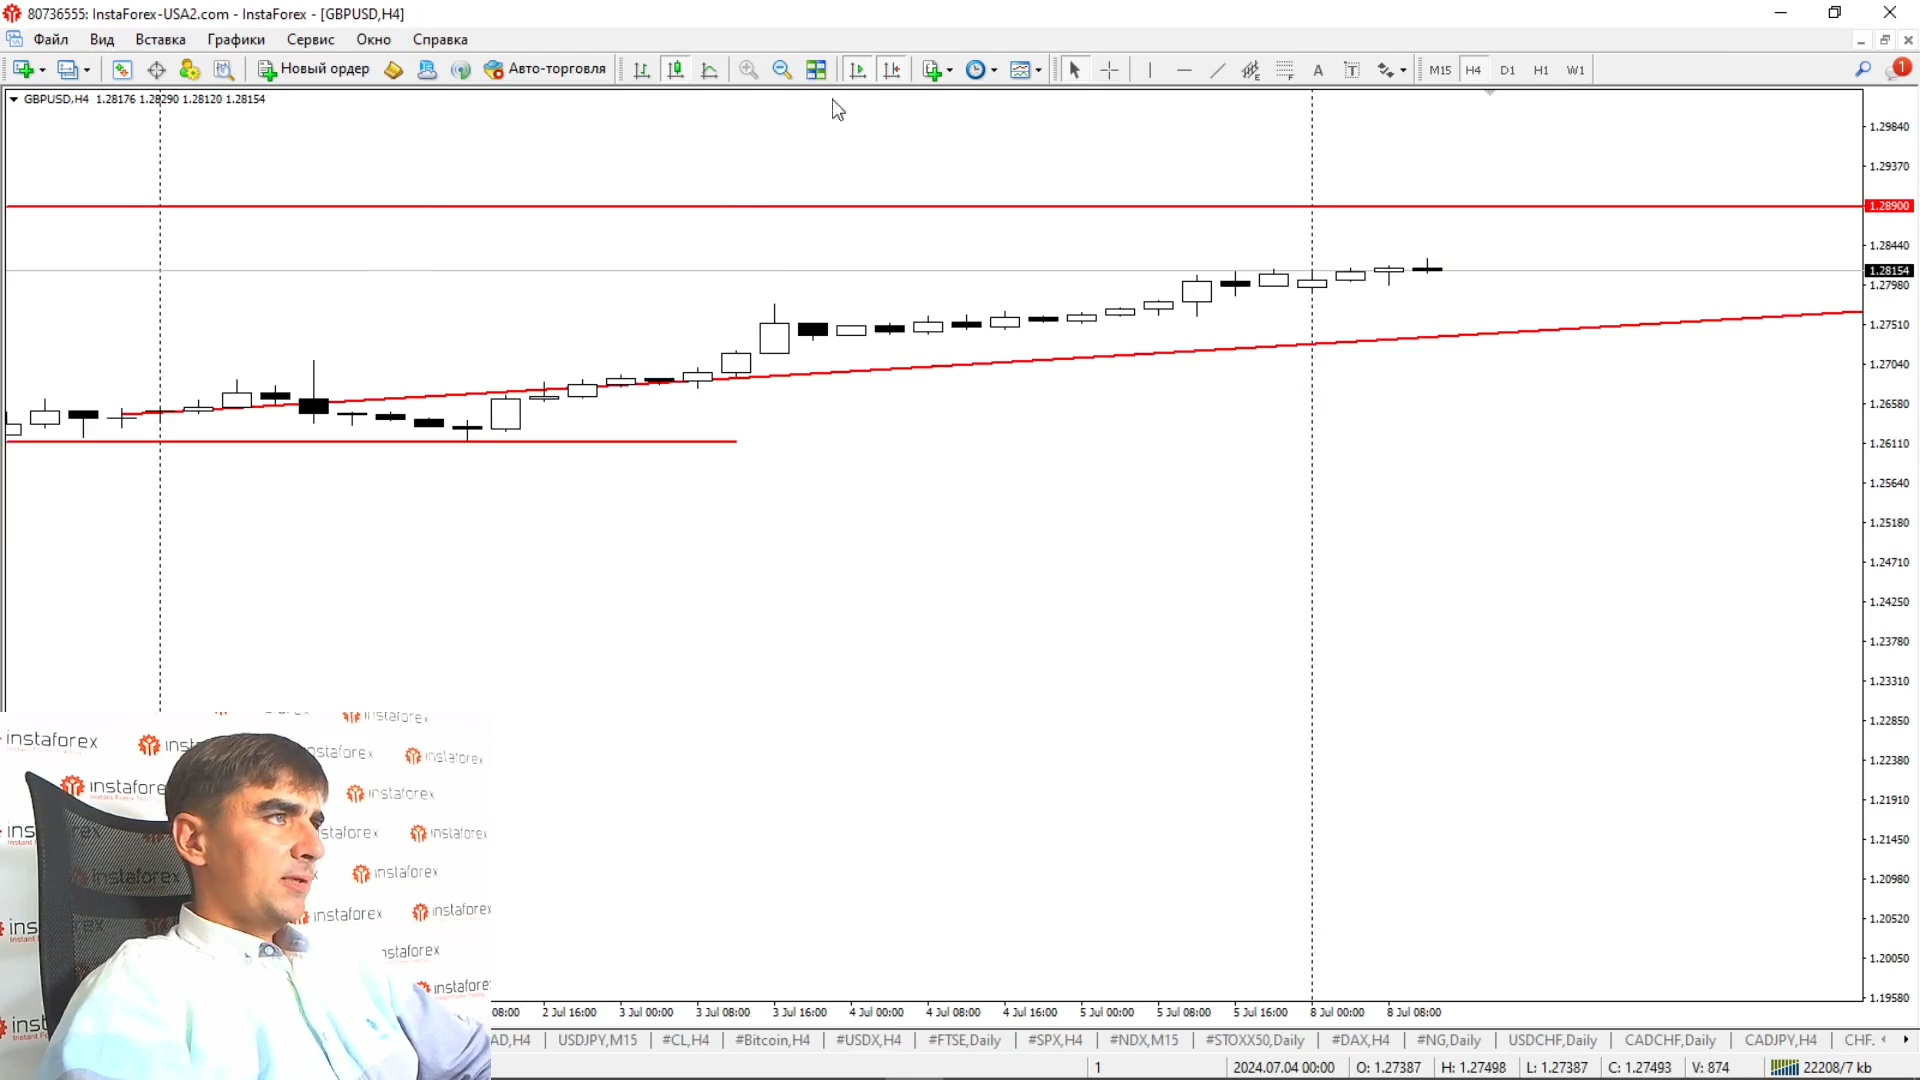 80736555: InstaForex-USA2.com - InstaForex - [GBPUSD,H4]
Файл Вид Вставка Графики Сервис Окно Справка
Новый ордер Авто-торговля A T M15 H4 D1 H1 W1 1
GBPUSD,H4 1.28176 1.28290 1.28120 1.28154
1.29840
1.29370
1.28900
1.28440
1.28154
1.27980
1.27510
1.27040
1.26580
1.26110
1.25640
1.25180
1.24710
1.24250
1.23780
1.23310
1.22850
1.22380
1.21910
1.21450
1.20980
1.20520
1.20050
1.19580
instaforex
instaforex
instaforex
instaforex
instaforex
instaforex
instaforex
instaforex
instaforex
instaforex
instaforex
08:00 2 Jul 16:00 3 Jul 00:00 3 Jul 08:00 3 Jul 16:00 4 Jul 00:00 4 Jul 08:00 4 Jul 16:00 5 Jul 00:00 5 Jul 08:00 5 Jul 16:00 8 Jul 00:00 8 Jul 08:00
AD,H4 USDJPY,M15 #CL,H4 #Bitcoin,H4 #USDX,H4 #FTSE,Daily #SPX,H4 #NDX,M15 #STOXX50,Daily #DAX,H4 #NG,Daily USDCHF,Daily CADCHF,Daily CADJPY,H4 CHF.
1 2024.07.04 00:00 O: 1.27387 H: 1.27498 L: 1.27387 C: 1.27493 V: 874 22208/7 kb